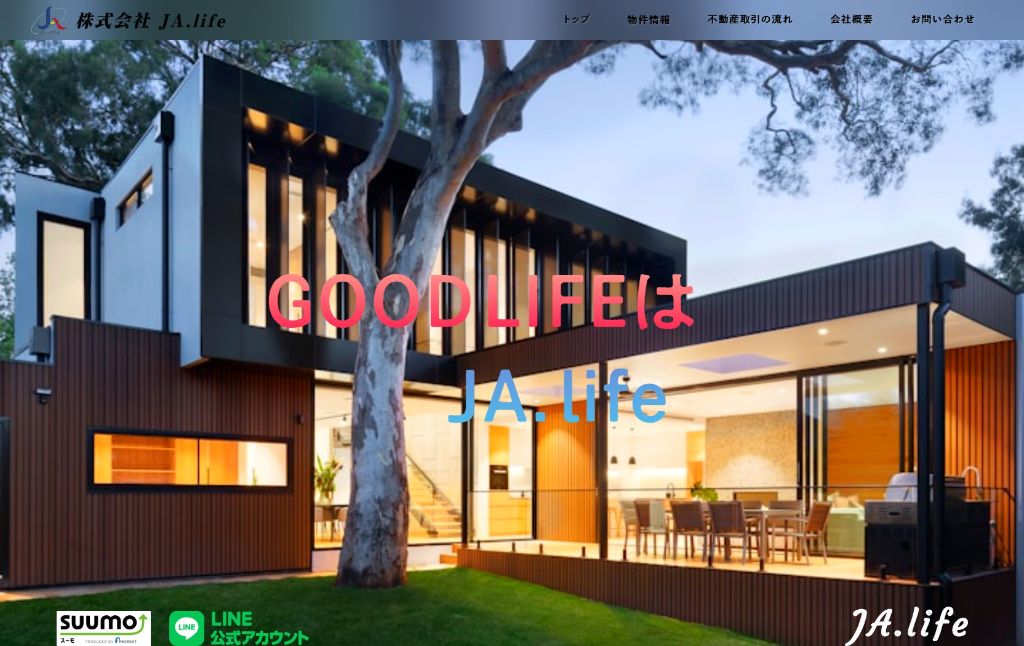 株式会社 JA.life
トップ 物件情報 不動産取引の流れ 会社概要 お問い合わせ
GOODLIFEは
JA.life
SUUMO
スーモ PRODUCED BY RECRUIT
LINE
LINE
公式アカウント
JA.life